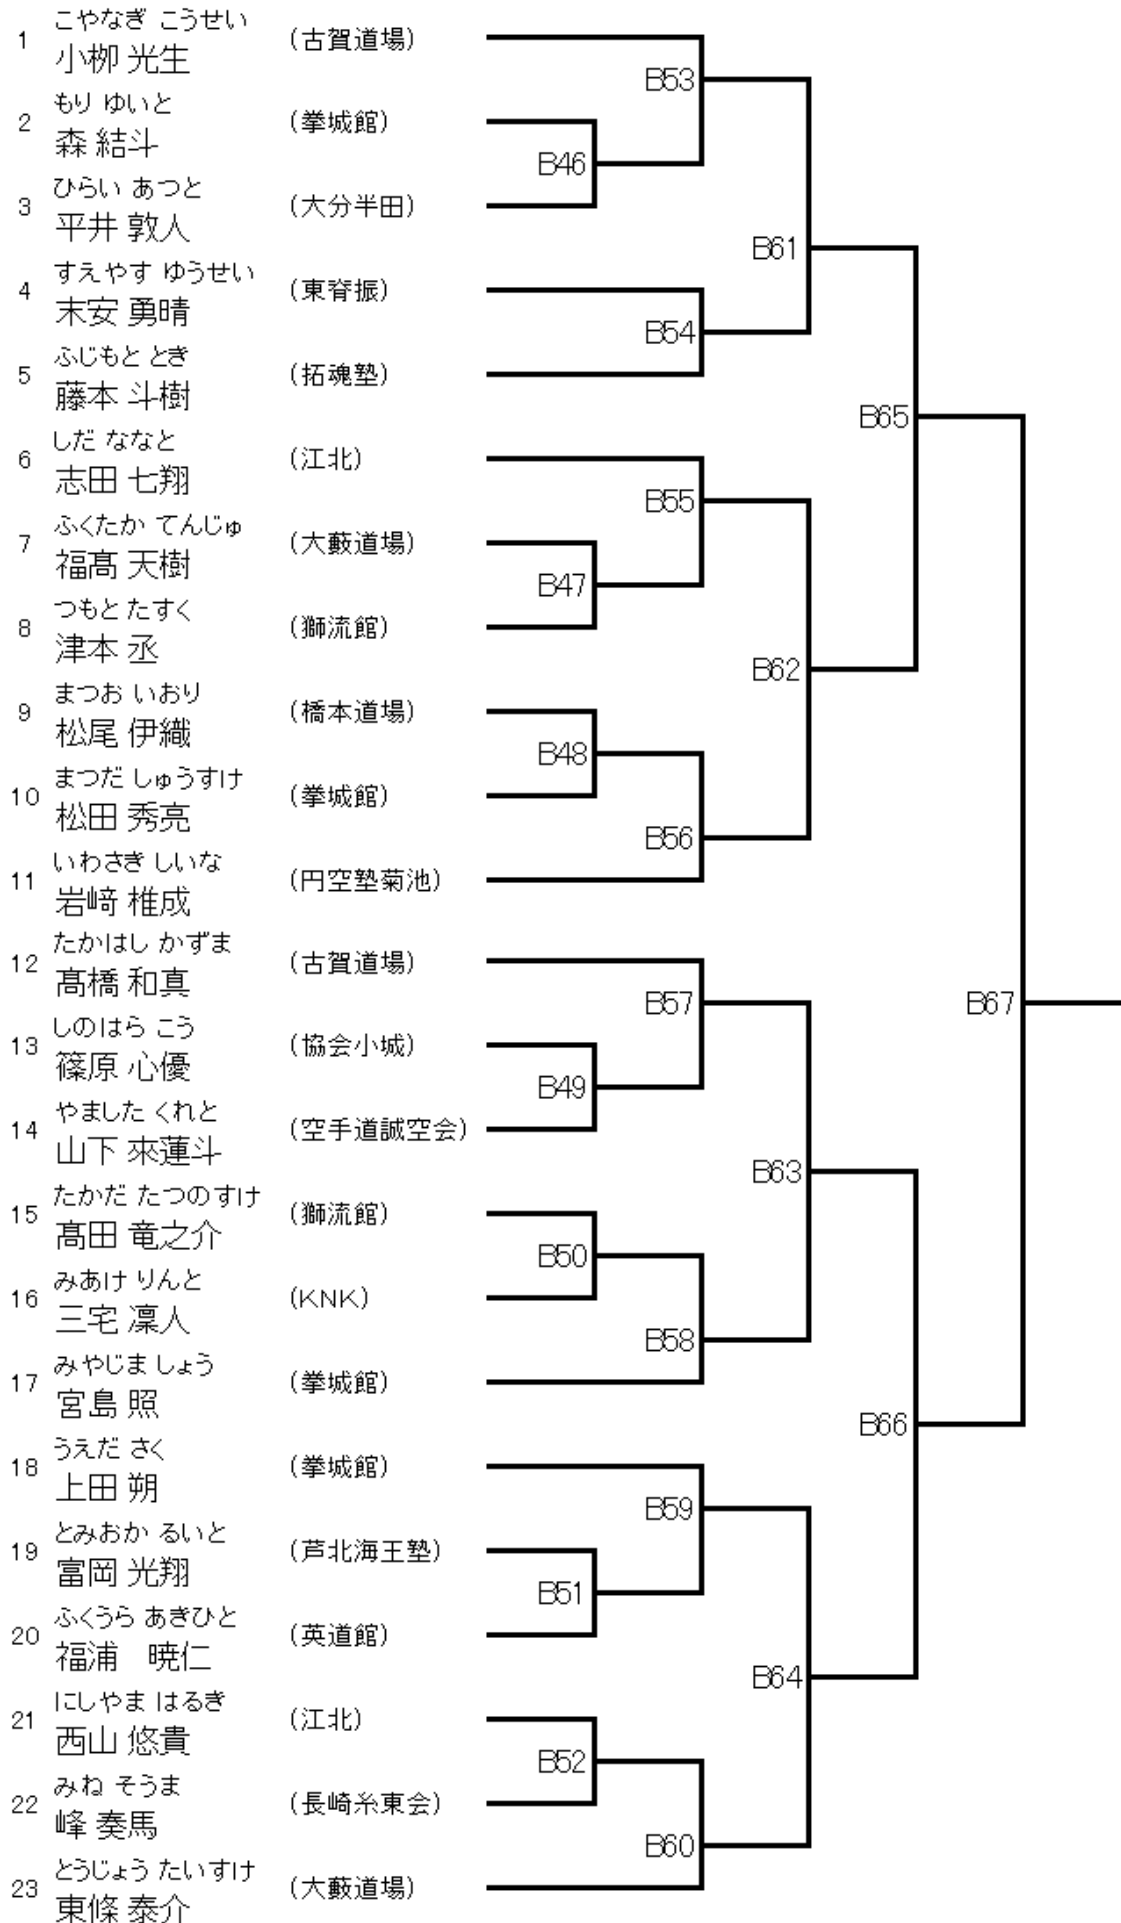 こやなぎ こうせい
1 小栁 光生 (古賀道場)
もり ゆいと
2 森 結斗 (拳城館)
ひらい あつと
3 平井 敦人 (大分半田)
すえやす ゆうせい
4 末安 勇晴 (東脊振)
ふじもと とき
5 藤本 斗樹 (拓魂塾)
しだ ななと
6 志田 七翔 (江北)
ふくたか てんじゅ
7 福髙 天樹 (大藪道場)
つもと たすく
8 津本 丞 (獅流館)
まつお いおり
9 松尾 伊織 (橋本道場)
まつだ しゅうすけ
10 松田 秀亮 (拳城館)
いわさき しいな
11 岩﨑 椎成 (円空塾菊池)
たかはし かずま
12 髙橋 和真 (古賀道場)
しのはら こう
13 篠原 心優 (協会小城)
やました くれと
14 山下 來蓮斗 (空手道誠空会)
たかだ たつのすけ
15 髙田 竜之介 (獅流館)
みあけ りんと
16 三宅 凜人 (KNK)
みやじま しょう
17 宮島 照 (拳城館)
うえだ さく
18 上田 朔 (拳城館)
とみおか るいと
19 富岡 光翔 (芦北海王塾)
ふくうら あきひと
20 福浦　暁仁 (英道館)
にしやま はるき
21 西山 悠貴 (江北)
みね そうま
22 峰 奏馬 (長崎糸東会)
とうじょう たいすけ
23 東條 泰介 (大藪道場)
B46
B47
B48
B49
B50
B51
B52
B53
B54
B55
B56
B57
B58
B59
B60
B61
B62
B63
B64
B65
B66
B67